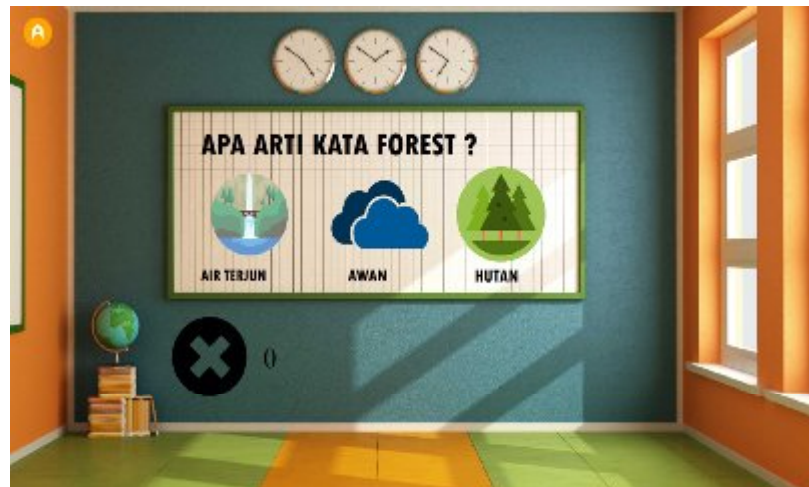 A
APA ARTI KATA FOREST ?
AIR TERJUN AWAN HUTAN
0